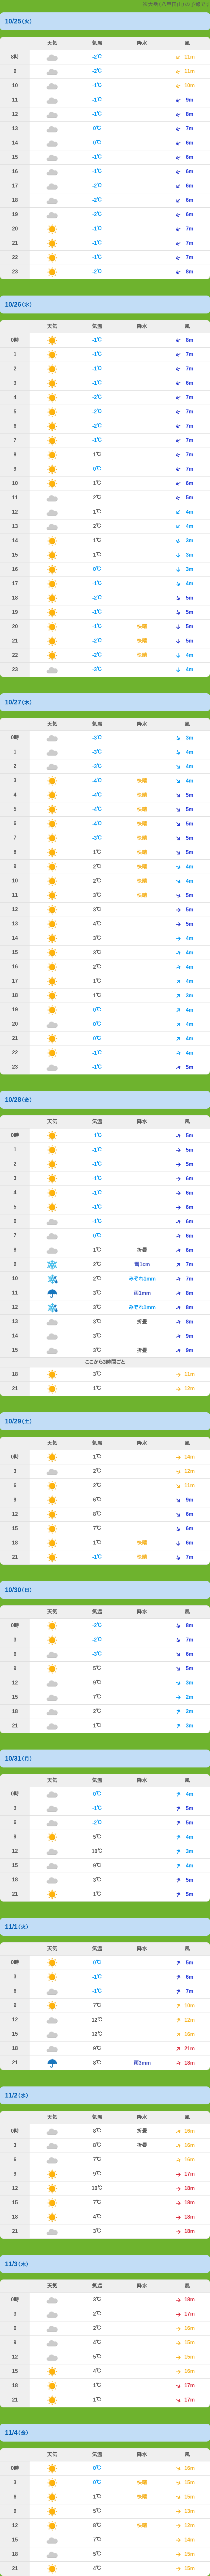 10/25(火)
天気 気温 降水 風
8時 -2℃ 11m
9 -2℃ 11m
10 -1℃ 10m
11 -1℃ 9m
12 -1℃ 8m
13 0℃ 7m
14 0℃ 6m
15 -1℃ 6m
16 -1℃ 6m
17 -2℃ 6m
18 -2℃ 6m
19 -2℃ 6m
20 -1℃ 7m
21 -1℃ 7m
22 -1℃ 7m
23 -2℃ 8m
10/26(水)
天気 気温 降水 風
0時 -1℃ 8m
1 -1℃ 7m
2 -1℃ 7m
3 -1℃ 6m
4 -2℃ 7m
5 -2℃ 7m
6 -2℃ 7m
7 -1℃ 7m
8 1℃ 7m
9 0℃ 7m
10 1℃ 6m
11 2℃ 5m
12 1℃ 4m
13 2℃ 4m
14 1℃ 3m
15 1℃ 3m
16 0℃ 3m
17 -1℃ 4m
18 -2℃ 5m
19 -1℃ 5m
20 -1℃ 快晴 5m
21 -2℃ 快晴 5m
22 -2℃ 快晴 4m
23 -3℃ 4m
10/27(木)
天気 気温 降水 風
0時 -3℃ 3m
1 -3℃ 4m
2 -3℃ 4m
3 -4℃ 快晴 4m
4 -4℃ 快晴 5m
5 -4℃ 快晴 5m
6 -4℃ 快晴 5m
7 -3℃ 快晴 5m
8 1℃ 快晴 5m
9 2℃ 快晴 4m
10 2℃ 快晴 4m
11 3℃ 快晴 5m
12 3℃ 5m
13 4℃ 5m
14 3℃ 4m
15 3℃ 4m
16 2℃ 4m
17 1℃ 4m
18 1℃ 3m
19 0℃ 4m
20 0℃ 4m
21 0℃ 4m
22 -1℃ 4m
23 -1℃ 5m
10/28(金)
天気 気温 降水 風
0時 -1℃ 5m
1 -1℃ 5m
2 -1℃ 5m
3 -1℃ 6m
4 -1℃ 6m
5 -1℃ 6m
6 -1℃ 6m
7 0℃ 6m
8 1℃ 折畳 6m
9 2℃ 雪1cm 7m
10 2℃ みぞれ1mm 7m
11 3℃ 雨1mm 8m
12 3℃ みぞれ1mm 8m
13 3℃ 折畳 8m
14 3℃ 9m
15 3℃ 折畳 9m
ここから3時間ごと
18 3℃ 11m
21 1℃ 12m
10/29(土)
天気 気温 降水 風
0時 1℃ 14m
3 2℃ 12m
6 2℃ 11m
9 6℃ 9m
12 8℃ 6m
15 7℃ 6m
18 1℃ 快晴 6m
21 -1℃ 快晴 7m
10/30(日)
天気 気温 降水 風
0時 -2℃ 8m
3 -2℃ 7m
6 -3℃ 6m
9 5℃ 5m
12 9℃ 3m
15 7℃ 2m
18 2℃ 2m
21 1℃ 3m
10/31(月)
天気 気温 降水 風
0時 0℃ 4m
3 -1℃ 5m
6 -2℃ 5m
9 5℃ 4m
12 10℃ 3m
15 9℃ 4m
18 3℃ 5m
21 1℃ 5m
11/1(火)
天気 気温 降水 風
0時 0℃ 5m
3 -1℃ 6m
6 -1℃ 7m
9 7℃ 10m
12 12℃ 12m
15 12℃ 16m
18 9℃ 21m
21 8℃ 雨3mm 18m
11/2(水)
天気 気温 降水 風
0時 8℃ 折畳 16m
3 8℃ 折畳 16m
6 7℃ 16m
9 9℃ 17m
12 10℃ 18m
15 7℃ 18m
18 4℃ 18m
21 3℃ 18m
11/3(木)
天気 気温 降水 風
0時 3℃ 18m
3 2℃ 17m
6 2℃ 16m
9 4℃ 15m
12 5℃ 15m
15 4℃ 16m
18 1℃ 17m
21 1℃ 17m
11/4(金)
天気 気温 降水 風
0時 0℃ 16m
3 0℃ 快晴 15m
6 1℃ 快晴 15m
9 5℃ 13m
12 8℃ 快晴 12m
15 7℃ 14m
18 5℃ 15m
21 4℃ 15m